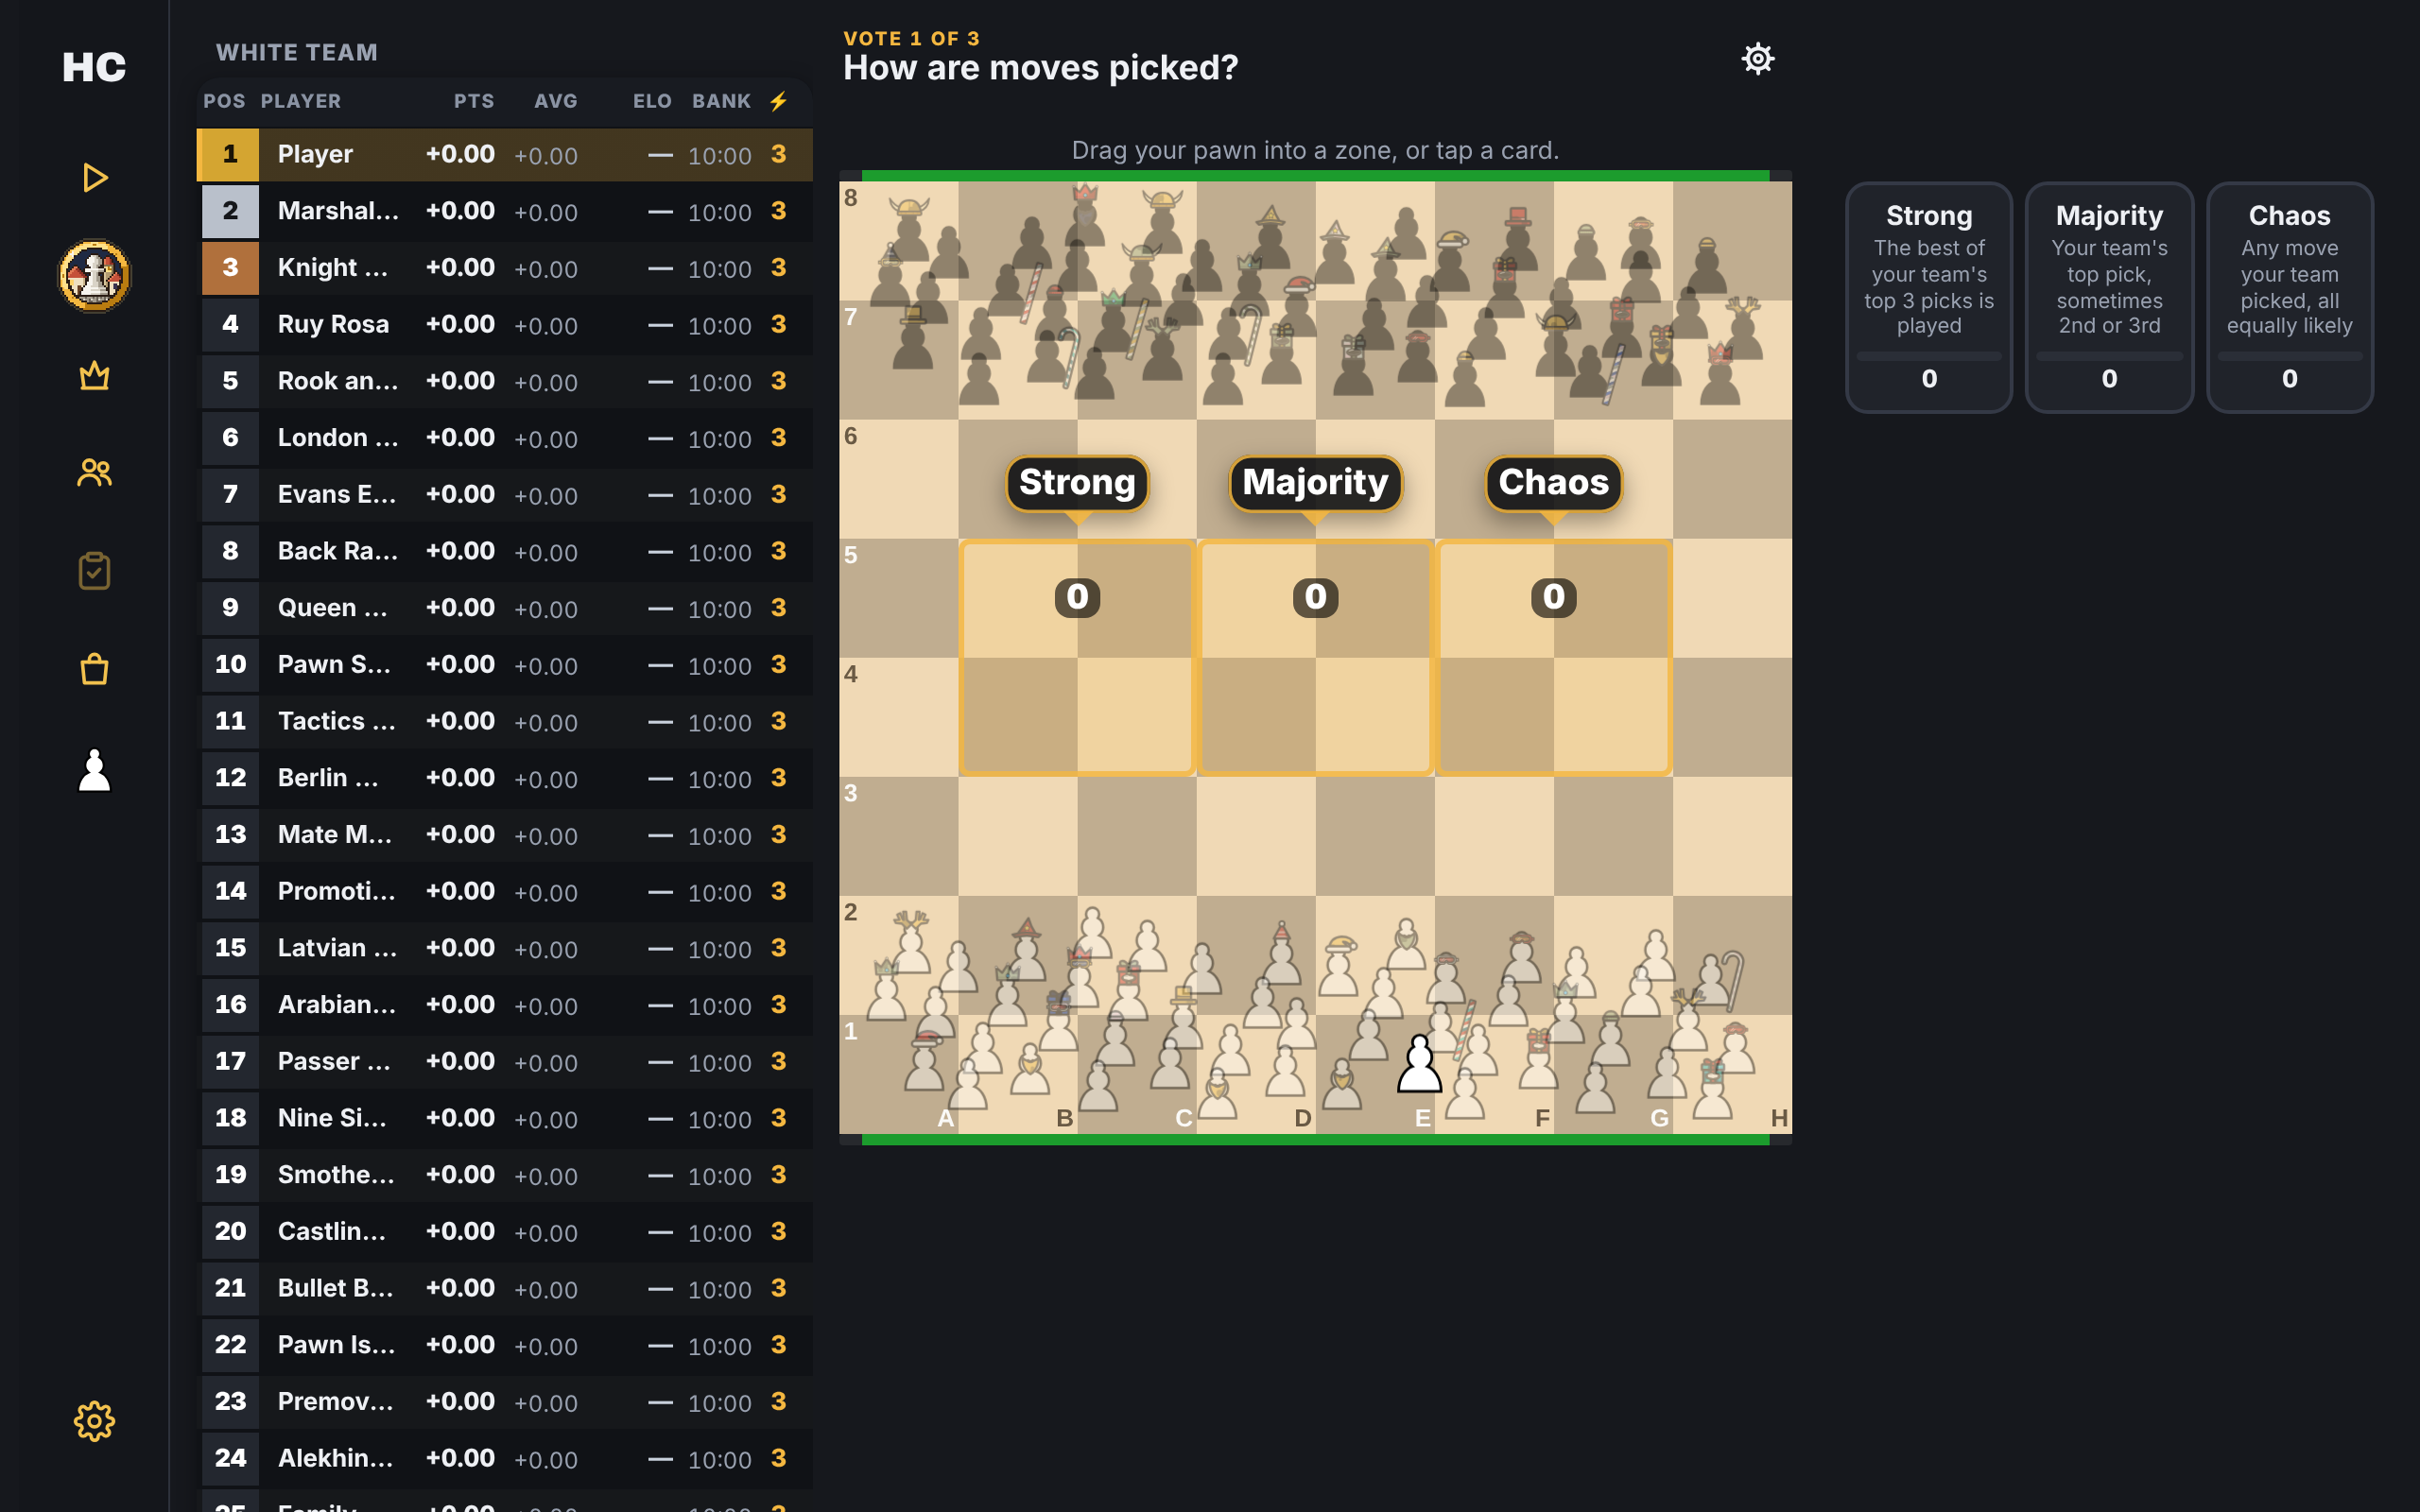 HC
WHITE TEAM
POS PLAYER PTS AVG ELO BANK ⚡
1 Player +0.00 +0.00 — 10:00 3
2 Marshal... +0.00 +0.00 — 10:00 3
3 Knight ... +0.00 +0.00 — 10:00 3
4 Ruy Rosa +0.00 +0.00 — 10:00 3
5 Rook an... +0.00 +0.00 — 10:00 3
6 London ... +0.00 +0.00 — 10:00 3
7 Evans E... +0.00 +0.00 — 10:00 3
8 Back Ra... +0.00 +0.00 — 10:00 3
9 Queen ... +0.00 +0.00 — 10:00 3
10 Pawn S... +0.00 +0.00 — 10:00 3
11 Tactics ... +0.00 +0.00 — 10:00 3
12 Berlin ... +0.00 +0.00 — 10:00 3
13 Mate M... +0.00 +0.00 — 10:00 3
14 Promoti... +0.00 +0.00 — 10:00 3
15 Latvian ... +0.00 +0.00 — 10:00 3
16 Arabian... +0.00 +0.00 — 10:00 3
17 Passer ... +0.00 +0.00 — 10:00 3
18 Nine Si... +0.00 +0.00 — 10:00 3
19 Smothe... +0.00 +0.00 — 10:00 3
20 Castlin... +0.00 +0.00 — 10:00 3
21 Bullet B... +0.00 +0.00 — 10:00 3
22 Pawn Is... +0.00 +0.00 — 10:00 3
23 Premov... +0.00 +0.00 — 10:00 3
24 Alekhin... +0.00 +0.00 — 10:00 3
VOTE 1 OF 3
How are moves picked?
Drag your pawn into a zone, or tap a card.
8
7
6
Strong Majority Chaos
5
0 0 0
4
3
2
1
A B C D E F G H
Strong
The best of
your team's
top 3 picks is
played
0
Majority
Your team's
top pick,
sometimes
2nd or 3rd
0
Chaos
Any move
your team
picked, all
equally likely
0